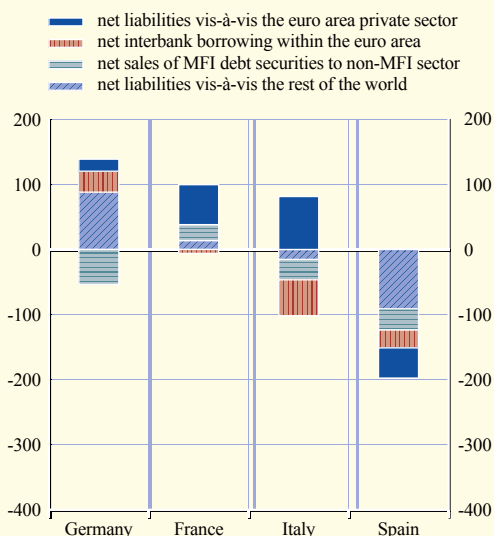 net liabilities vis-à-vis the euro area private sector
net interbank borrowing within the euro area
net sales of MFI debt securities to non-MFI sector
net liabilities vis-à-vis the rest of the world
200 200
100 100
0 0
-100 -100
-200 -200
-300 -300
-400 -400
Germany France Italy Spain